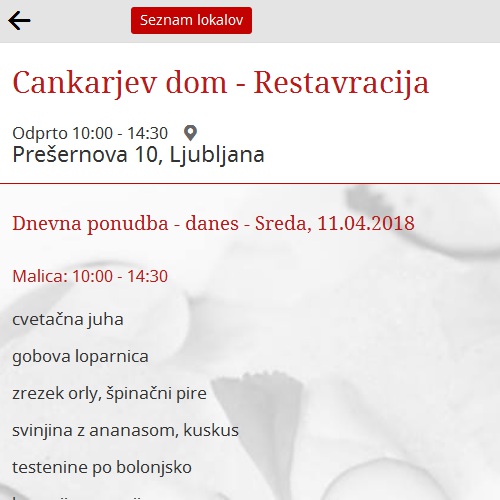 Seznam lokalov
Cankarjev dom - Restavracija
Odprto 10:00 - 14:30
Prešernova 10, Ljubljana
Dnevna ponudba - danes - Sreda, 11.04.2018
Malica: 10:00 - 14:30
cvetačna juha
gobova loparnica
zrezek orly, špinačni pire
svinjina z ananasom, kuskus
testenine po bolonjsko